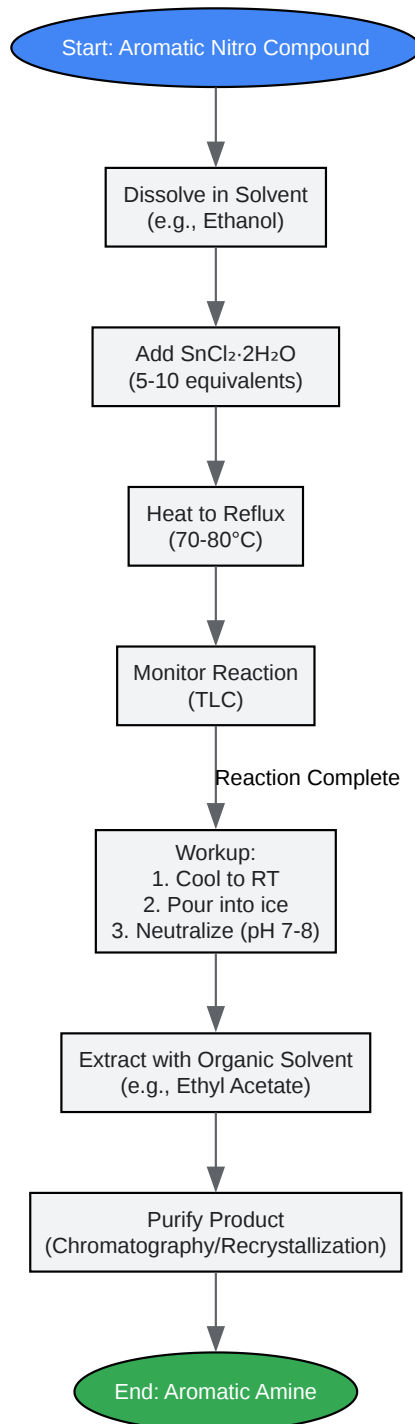 Start: Aromatic Nitro Compound
Dissolve in Solvent
(e.g., Ethanol)
Add SnCl₂·2H₂O
(5-10 equivalents)
Heat to Reflux
(70-80°C)
Monitor Reaction
(TLC)
Reaction Complete
Workup:
1. Cool to RT
2. Pour into ice
3. Neutralize (pH 7-8)
Extract with Organic Solvent
(e.g., Ethyl Acetate)
Purify Product
(Chromatography/Recrystallization)
End: Aromatic Amine